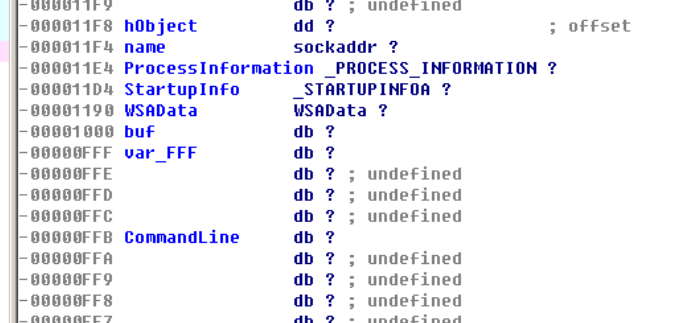 -000011F9 db ? ; undefined
-000011F8 hObject dd ? ; offset
-000011F4 name sockaddr ?
-000011E4 ProcessInformation _PROCESS_INFORMATION ?
-000011D4 StartupInfo _STARTUPINFOA ?
-00001190 WSAData WSAData ?
-00001000 buf db ?
-00000FFF var_FFF db ?
-00000FFE db ? ; undefined
-00000FFD db ? ; undefined
-00000FFC db ? ; undefined
-00000FFB CommandLine db ?
-00000FFA db ? ; undefined
-00000FF9 db ? ; undefined
-00000FF8 db ? ; undefined
-00000FF7 db ? ; undefined